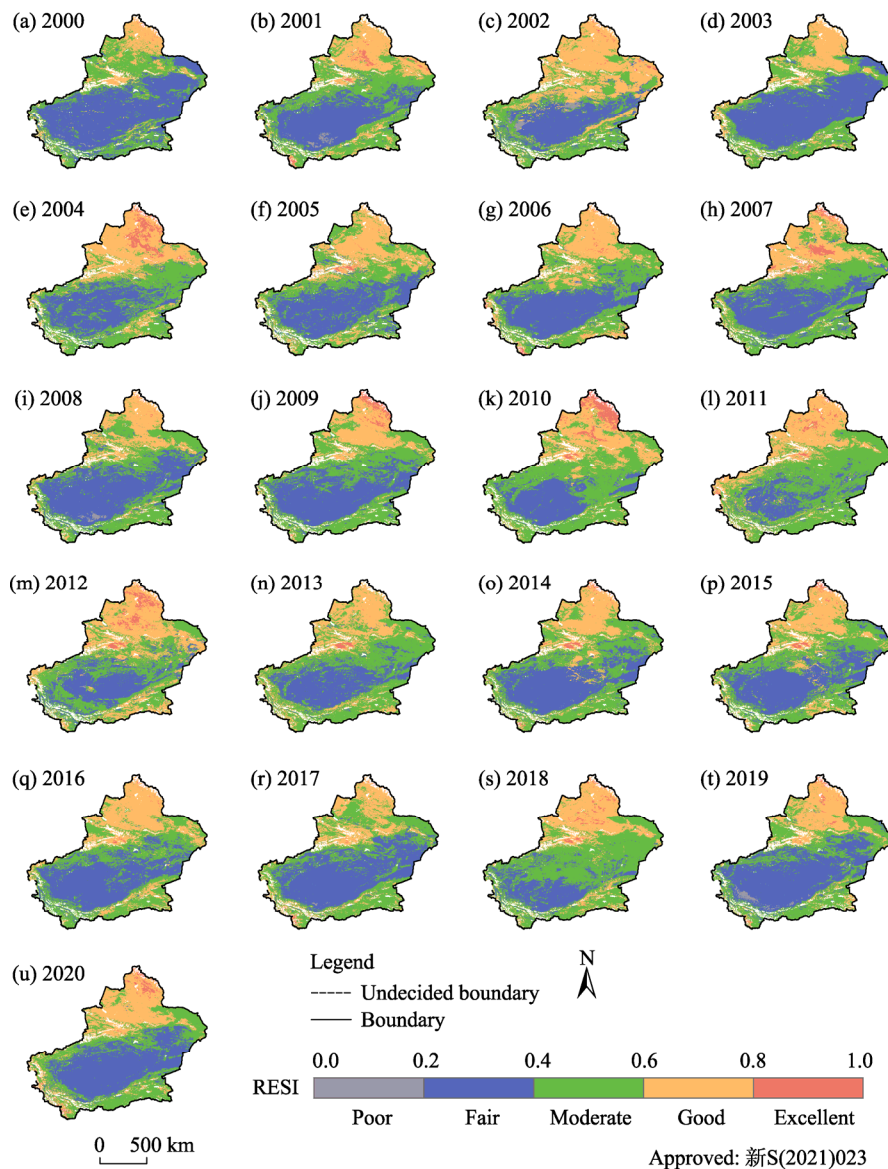 (a) 2000
(b) 2001
(c) 2002
(d) 2003
(e) 2004
(f) 2005
(g) 2006
(h) 2007
(i) 2008
(j) 2009
(k) 2010
(l) 2011
(m) 2012
(n) 2013
(o) 2014
(p) 2015
(q) 2016
(r) 2017
(s) 2018
(t) 2019
(u) 2020
Legend
N
Undecided boundary
Boundary
0.0 0.2 0.4 0.6 0.8 1.0
RESI
Poor Fair Moderate Good Excellent
0 500 km
Approved: 新S(2021)023